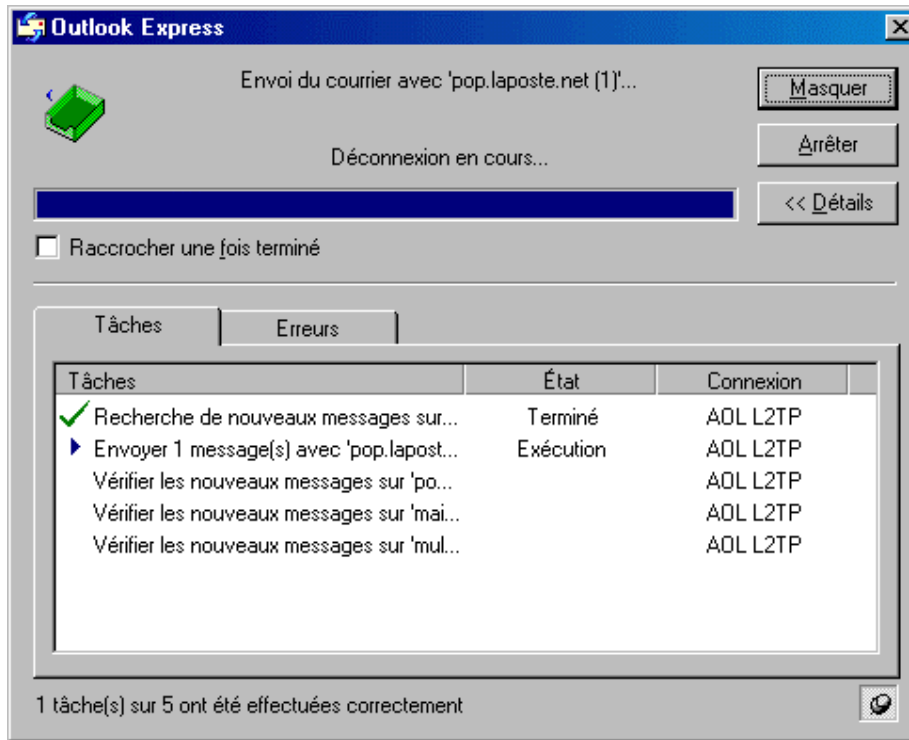 Outlook Express
Envoi du courrier avec 'pop.laposte.net (1)'...
Masquer
Arrêter
Déconnexion en cours...
<< Détails
Raccrocher une fois terminé
Tâches Erreurs
Tâches État Connexion
Recherche de nouveaux messages sur... Terminé AOL L2TP
Envoyer 1 message(s) avec 'pop.lapost... Exécution AOL L2TP
Vérifier les nouveaux messages sur 'po... AOL L2TP
Vérifier les nouveaux messages sur 'mai... AOL L2TP
Vérifier les nouveaux messages sur 'mul... AOL L2TP
1 tâche(s) sur 5 ont été effectuées correctement